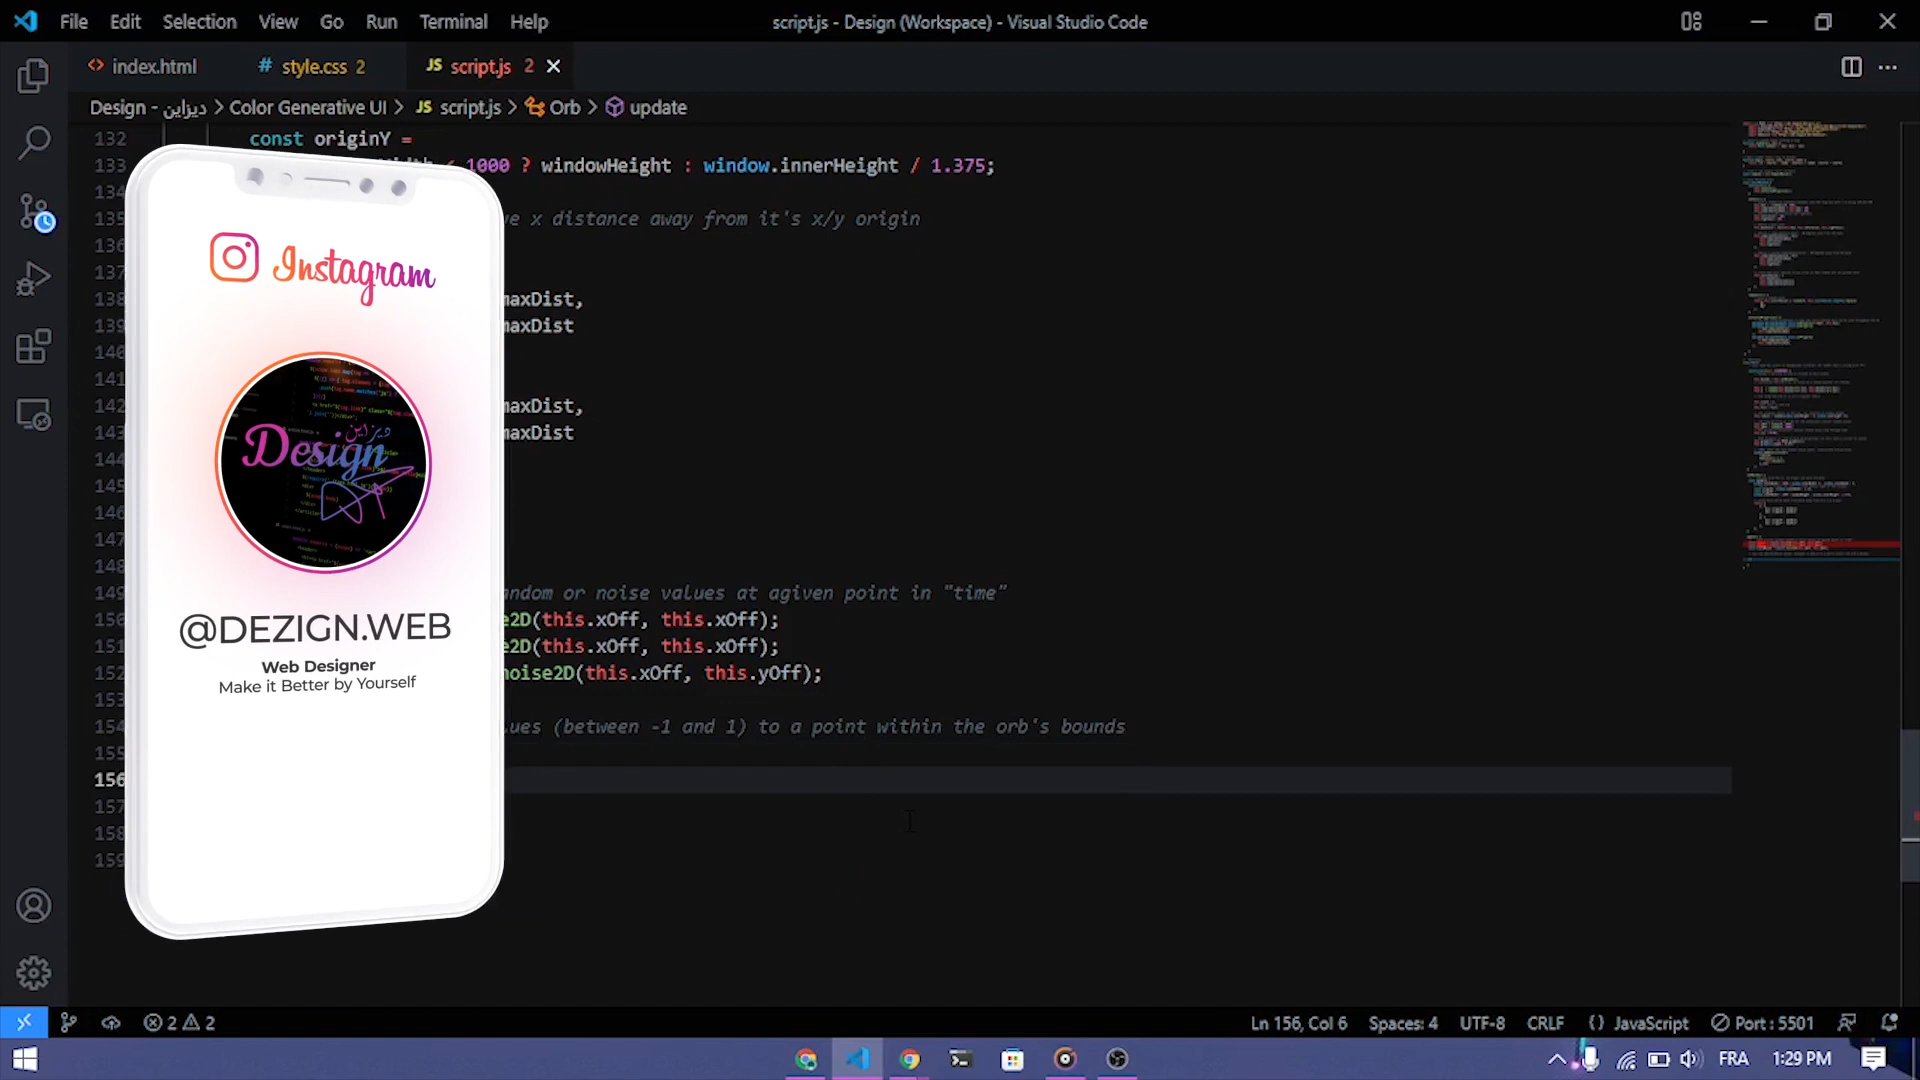 File Edit Selection View Go Run Terminal Help
script.js - Design (Workspace) - Visual Studio Code
index.html
style.css 2
JS script.js 2
Design - ديزاين > Color Generative UI > JS script.js > Orb > update
132 const originY =
133 1000 ? windowHeight : window.innerHeight / 1.375;
134
135 x distance away from it's x/y origin
136
137
138 maxDist,
139 maxDist
140
141
142 maxDist,
143 maxDist
144
145
146
147
148
149 or noise values at agiven point in "time"
150 2D(this.xOff, this.xOff);
151 2D(this.xOff, this.xOff);
152 noise2D(this.xOff, this.yOff);
153
154 (between -1 and 1) to a point within the orb's bounds
155
156
157
158
159
Instagram
Design
ديزاين
@DEZIGN.WEB
Web Designer
Make it Better by Yourself
2 2
Ln 156, Col 6 Spaces: 4 UTF-8 CRLF JavaScript Port : 5501
FRA 1:29 PM